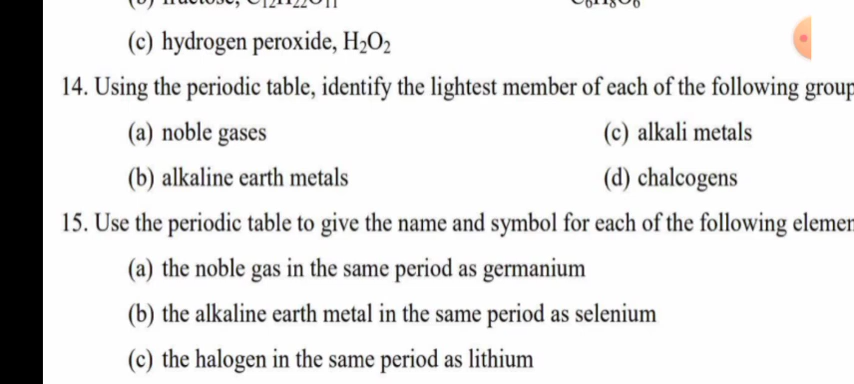 (c) hydrogen peroxide, H₂O₂
14. Using the periodic table, identify the lightest member of each of the following group
(a) noble gases (c) alkali metals
(b) alkaline earth metals (d) chalcogens
15. Use the periodic table to give the name and symbol for each of the following elemen
(a) the noble gas in the same period as germanium
(b) the alkaline earth metal in the same period as selenium
(c) the halogen in the same period as lithium